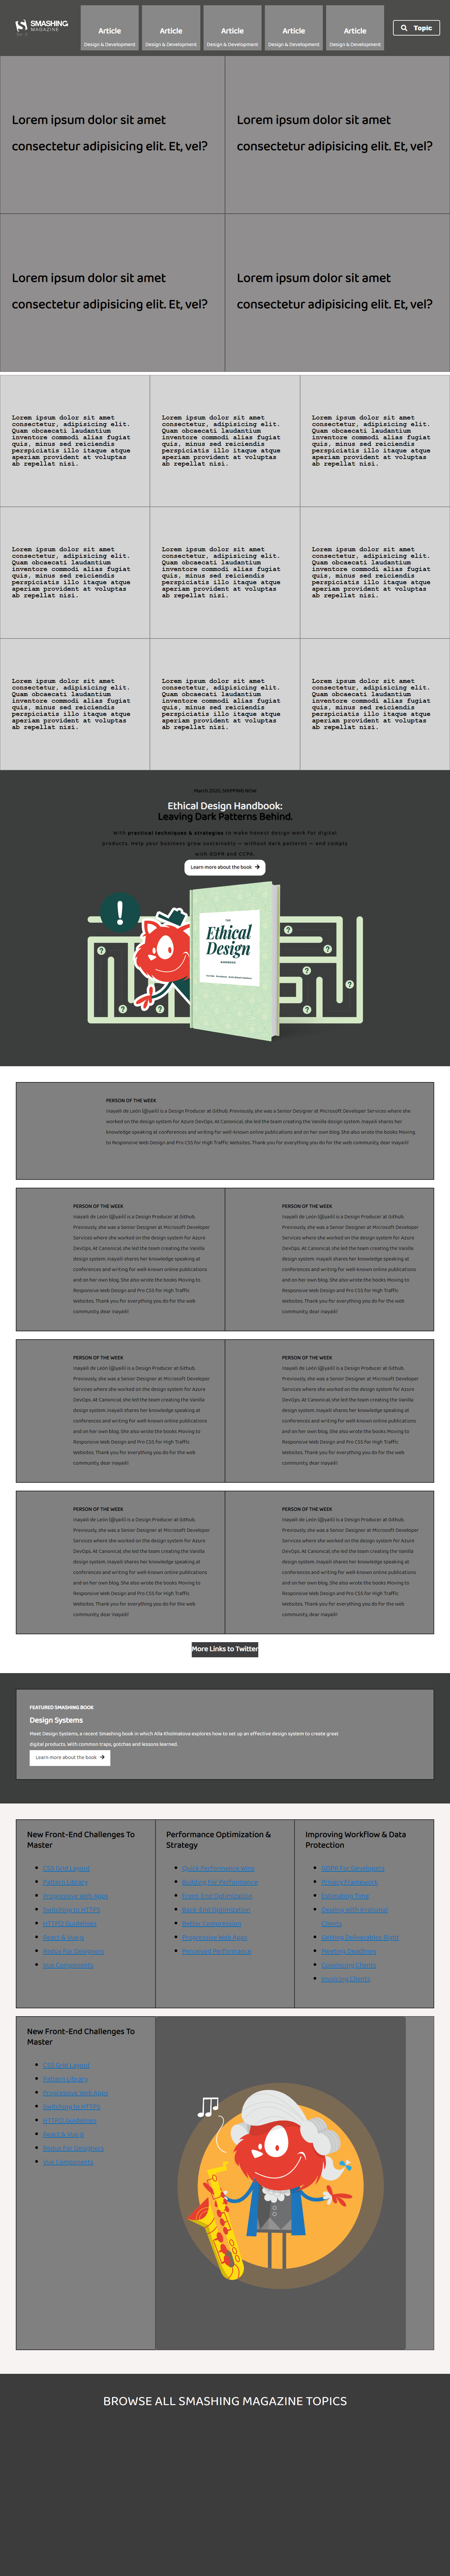 SMASHING
MAGAZINE
Article
Design & Development
Article
Design & Development
Article
Design & Development
Article
Design & Development
Article
Design & Development
Topic
Lorem ipsum dolor sit amet
consectetur adipisicing elit. Et, vel?
Lorem ipsum dolor sit amet
consectetur adipisicing elit. Et, vel?
Lorem ipsum dolor sit amet
consectetur adipisicing elit. Et, vel?
Lorem ipsum dolor sit amet
consectetur adipisicing elit. Et, vel?
Lorem ipsum dolor sit amet
consectetur, adipisicing elit.
Quam obcaecati laudantium
inventore commodi alias fugiat
quis, minus sed reiciendis
perspiciatis illo itaque atque
aperiam provident at voluptas
ab repellat nisi.
Lorem ipsum dolor sit amet
consectetur, adipisicing elit.
Quam obcaecati laudantium
inventore commodi alias fugiat
quis, minus sed reiciendis
perspiciatis illo itaque atque
aperiam provident at voluptas
ab repellat nisi.
Lorem ipsum dolor sit amet
consectetur, adipisicing elit.
Quam obcaecati laudantium
inventore commodi alias fugiat
quis, minus sed reiciendis
perspiciatis illo itaque atque
aperiam provident at voluptas
ab repellat nisi.
Lorem ipsum dolor sit amet
consectetur, adipisicing elit.
Quam obcaecati laudantium
inventore commodi alias fugiat
quis, minus sed reiciendis
perspiciatis illo itaque atque
aperiam provident at voluptas
ab repellat nisi.
Lorem ipsum dolor sit amet
consectetur, adipisicing elit.
Quam obcaecati laudantium
inventore commodi alias fugiat
quis, minus sed reiciendis
perspiciatis illo itaque atque
aperiam provident at voluptas
ab repellat nisi.
Lorem ipsum dolor sit amet
consectetur, adipisicing elit.
Quam obcaecati laudantium
inventore commodi alias fugiat
quis, minus sed reiciendis
perspiciatis illo itaque atque
aperiam provident at voluptas
ab repellat nisi.
Lorem ipsum dolor sit amet
consectetur, adipisicing elit.
Quam obcaecati laudantium
inventore commodi alias fugiat
quis, minus sed reiciendis
perspiciatis illo itaque atque
aperiam provident at voluptas
ab repellat nisi.
Lorem ipsum dolor sit amet
consectetur, adipisicing elit.
Quam obcaecati laudantium
inventore commodi alias fugiat
quis, minus sed reiciendis
perspiciatis illo itaque atque
aperiam provident at voluptas
ab repellat nisi.
Lorem ipsum dolor sit amet
consectetur, adipisicing elit.
Quam obcaecati laudantium
inventore commodi alias fugiat
quis, minus sed reiciendis
perspiciatis illo itaque atque
aperiam provident at voluptas
ab repellat nisi.
March 2020, SHIPPING NOW
Ethical Design Handbook:
Leaving Dark Patterns Behind.
With practical techniques & strategies to make honest design work for digital
products. Help your business grow sustainably — without dark patterns — and comply
with GDPR and CCPA.
Learn more about the book
THE
Ethical
Design
HANDBOOK
PERSON OF THE WEEK
Inayaili de León (@yaili) is a Design Producer at Github. Previously, she was a Senior Designer at Microsoft Developer Services where she
worked on the design system for Azure DevOps. At Canonical, she led the team creating the Vanilla design system. Inayaili shares her
knowledge speaking at conferences and writing for well-known online publications and on her own blog. She also wrote the books Moving
to Responsive Web Design and Pro CSS for High Traffic Websites. Thank you for everything you do for the web community, dear Inayaili!
PERSON OF THE WEEK
Inayaili de León (@yaili) is a Design Producer at Github.
Previously, she was a Senior Designer at Microsoft Developer
Services where she worked on the design system for Azure
DevOps. At Canonical, she led the team creating the Vanilla
design system. Inayaili shares her knowledge speaking at
conferences and writing for well-known online publications
and on her own blog. She also wrote the books Moving to
Responsive Web Design and Pro CSS for High Traffic
Websites. Thank you for everything you do for the web
community, dear Inayaili!
PERSON OF THE WEEK
Inayaili de León (@yaili) is a Design Producer at Github.
Previously, she was a Senior Designer at Microsoft Developer
Services where she worked on the design system for Azure
DevOps. At Canonical, she led the team creating the Vanilla
design system. Inayaili shares her knowledge speaking at
conferences and writing for well-known online publications
and on her own blog. She also wrote the books Moving to
Responsive Web Design and Pro CSS for High Traffic
Websites. Thank you for everything you do for the web
community, dear Inayaili!
PERSON OF THE WEEK
Inayaili de León (@yaili) is a Design Producer at Github.
Previously, she was a Senior Designer at Microsoft Developer
Services where she worked on the design system for Azure
DevOps. At Canonical, she led the team creating the Vanilla
design system. Inayaili shares her knowledge speaking at
conferences and writing for well-known online publications
and on her own blog. She also wrote the books Moving to
Responsive Web Design and Pro CSS for High Traffic
Websites. Thank you for everything you do for the web
community, dear Inayaili!
PERSON OF THE WEEK
Inayaili de León (@yaili) is a Design Producer at Github.
Previously, she was a Senior Designer at Microsoft Developer
Services where she worked on the design system for Azure
DevOps. At Canonical, she led the team creating the Vanilla
design system. Inayaili shares her knowledge speaking at
conferences and writing for well-known online publications
and on her own blog. She also wrote the books Moving to
Responsive Web Design and Pro CSS for High Traffic
Websites. Thank you for everything you do for the web
community, dear Inayaili!
PERSON OF THE WEEK
Inayaili de León (@yaili) is a Design Producer at Github.
Previously, she was a Senior Designer at Microsoft Developer
Services where she worked on the design system for Azure
DevOps. At Canonical, she led the team creating the Vanilla
design system. Inayaili shares her knowledge speaking at
conferences and writing for well-known online publications
and on her own blog. She also wrote the books Moving to
Responsive Web Design and Pro CSS for High Traffic
Websites. Thank you for everything you do for the web
community, dear Inayaili!
PERSON OF THE WEEK
Inayaili de León (@yaili) is a Design Producer at Github.
Previously, she was a Senior Designer at Microsoft Developer
Services where she worked on the design system for Azure
DevOps. At Canonical, she led the team creating the Vanilla
design system. Inayaili shares her knowledge speaking at
conferences and writing for well-known online publications
and on her own blog. She also wrote the books Moving to
Responsive Web Design and Pro CSS for High Traffic
Websites. Thank you for everything you do for the web
community, dear Inayaili!
More Links to Twitter
FEATURED SMASHING BOOK
Design Systems
Meet Design Systems, a recent Smashing book in which Alla Kholmatova explores how to set up an effective design system to create great
digital products. With common traps, gotchas and lessons learned.
Learn more about the book
New Front-End Challenges To
Master
CSS Grid Layout
Pattern Library
Progressive Web Apps
Switching to HTTPS
HTTP2 Guidelines
React & Vuejs
Redux For Designers
Vue Components
Performance Optimization &
Strategy
Quick Performance wins
Building For Performance
Front-End Optimization
Back-End Optimization
Better Compression
Progressive Web Apps
Perceived Performance
Improving Workflow & Data
Protection
GDPR For Developers
Privacy Framework
Estimating Time
Dealing with Irrational
Clients
Getting Deliverables Right
Meeting Deadlines
Convincing Clients
Invoicing Clients
New Front-End Challenges To
Master
CSS Grid Layout
Pattern Library
Progressive Web Apps
Switching to HTTPS
HTTP2 Guidelines
React & Vuejs
Redux For Designers
Vue Components
BROWSE ALL SMASHING MAGAZINE TOPICS